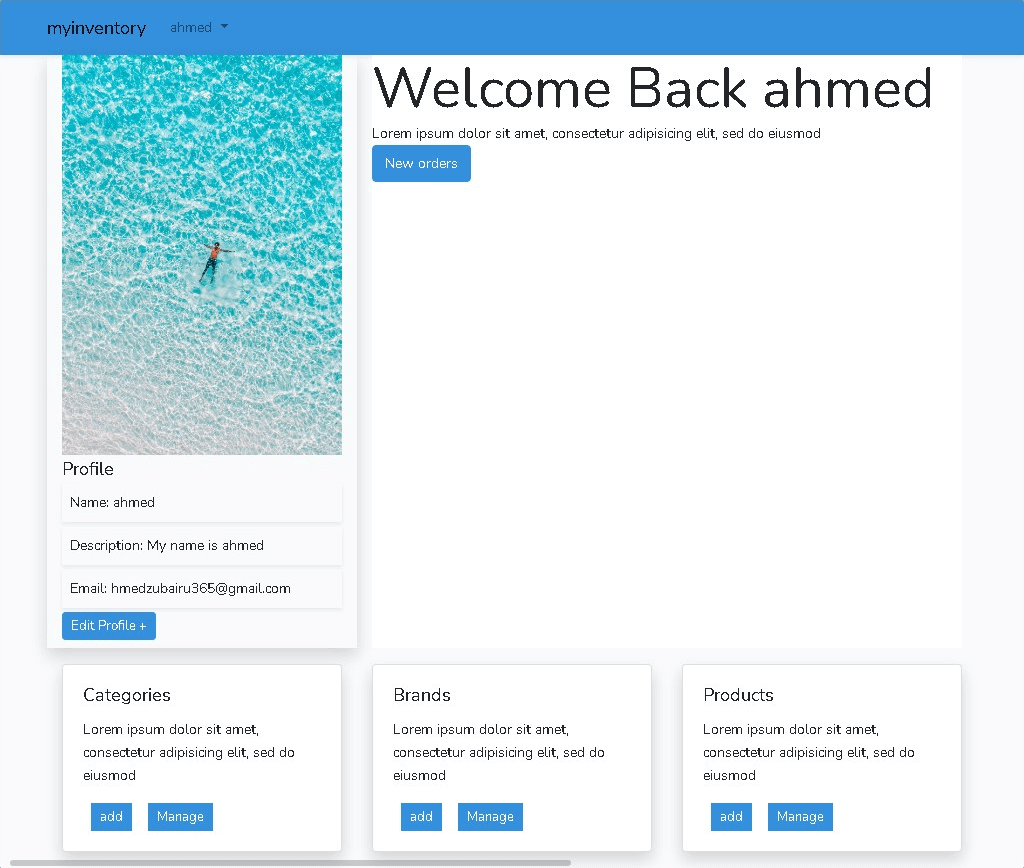 myinventory ahmed
Welcome Back ahmed
Lorem ipsum dolor sit amet, consectetur adipisicing elit, sed do eiusmod
New orders
Profile
Name: ahmed
Description: My name is ahmed
Email: hmedzubairu365@gmail.com
Edit Profile +
Categories
Lorem ipsum dolor sit amet,
consectetur adipisicing elit, sed do
eiusmod
add Manage
Brands
Lorem ipsum dolor sit amet,
consectetur adipisicing elit, sed do
eiusmod
add Manage
Products
Lorem ipsum dolor sit amet,
consectetur adipisicing elit, sed do
eiusmod
add Manage